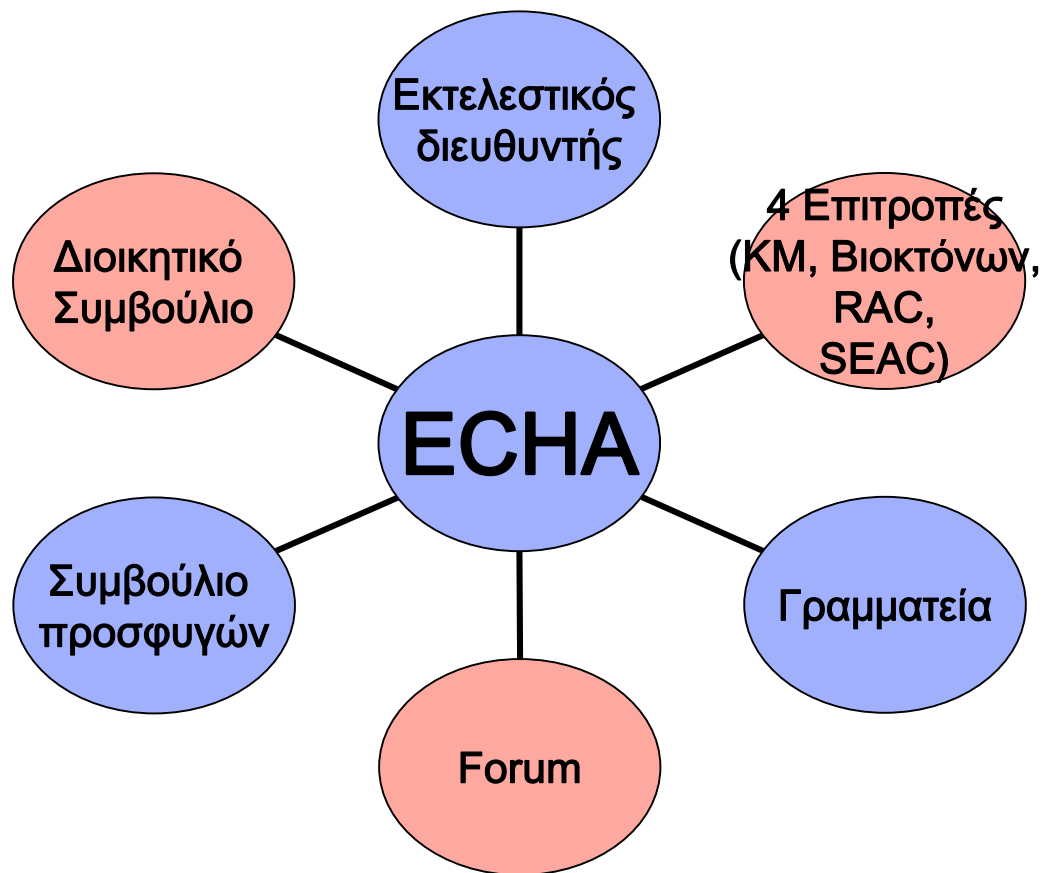 Εκτελεστικός
διευθυντής
Διοικητικό
Συμβούλιο
4 Επιτροπές
(ΚΜ, Βιοκτόνων,
RAC,
SEAC)
ECHA
Συμβούλιο
προσφυγών
Γραμματεία
Forum